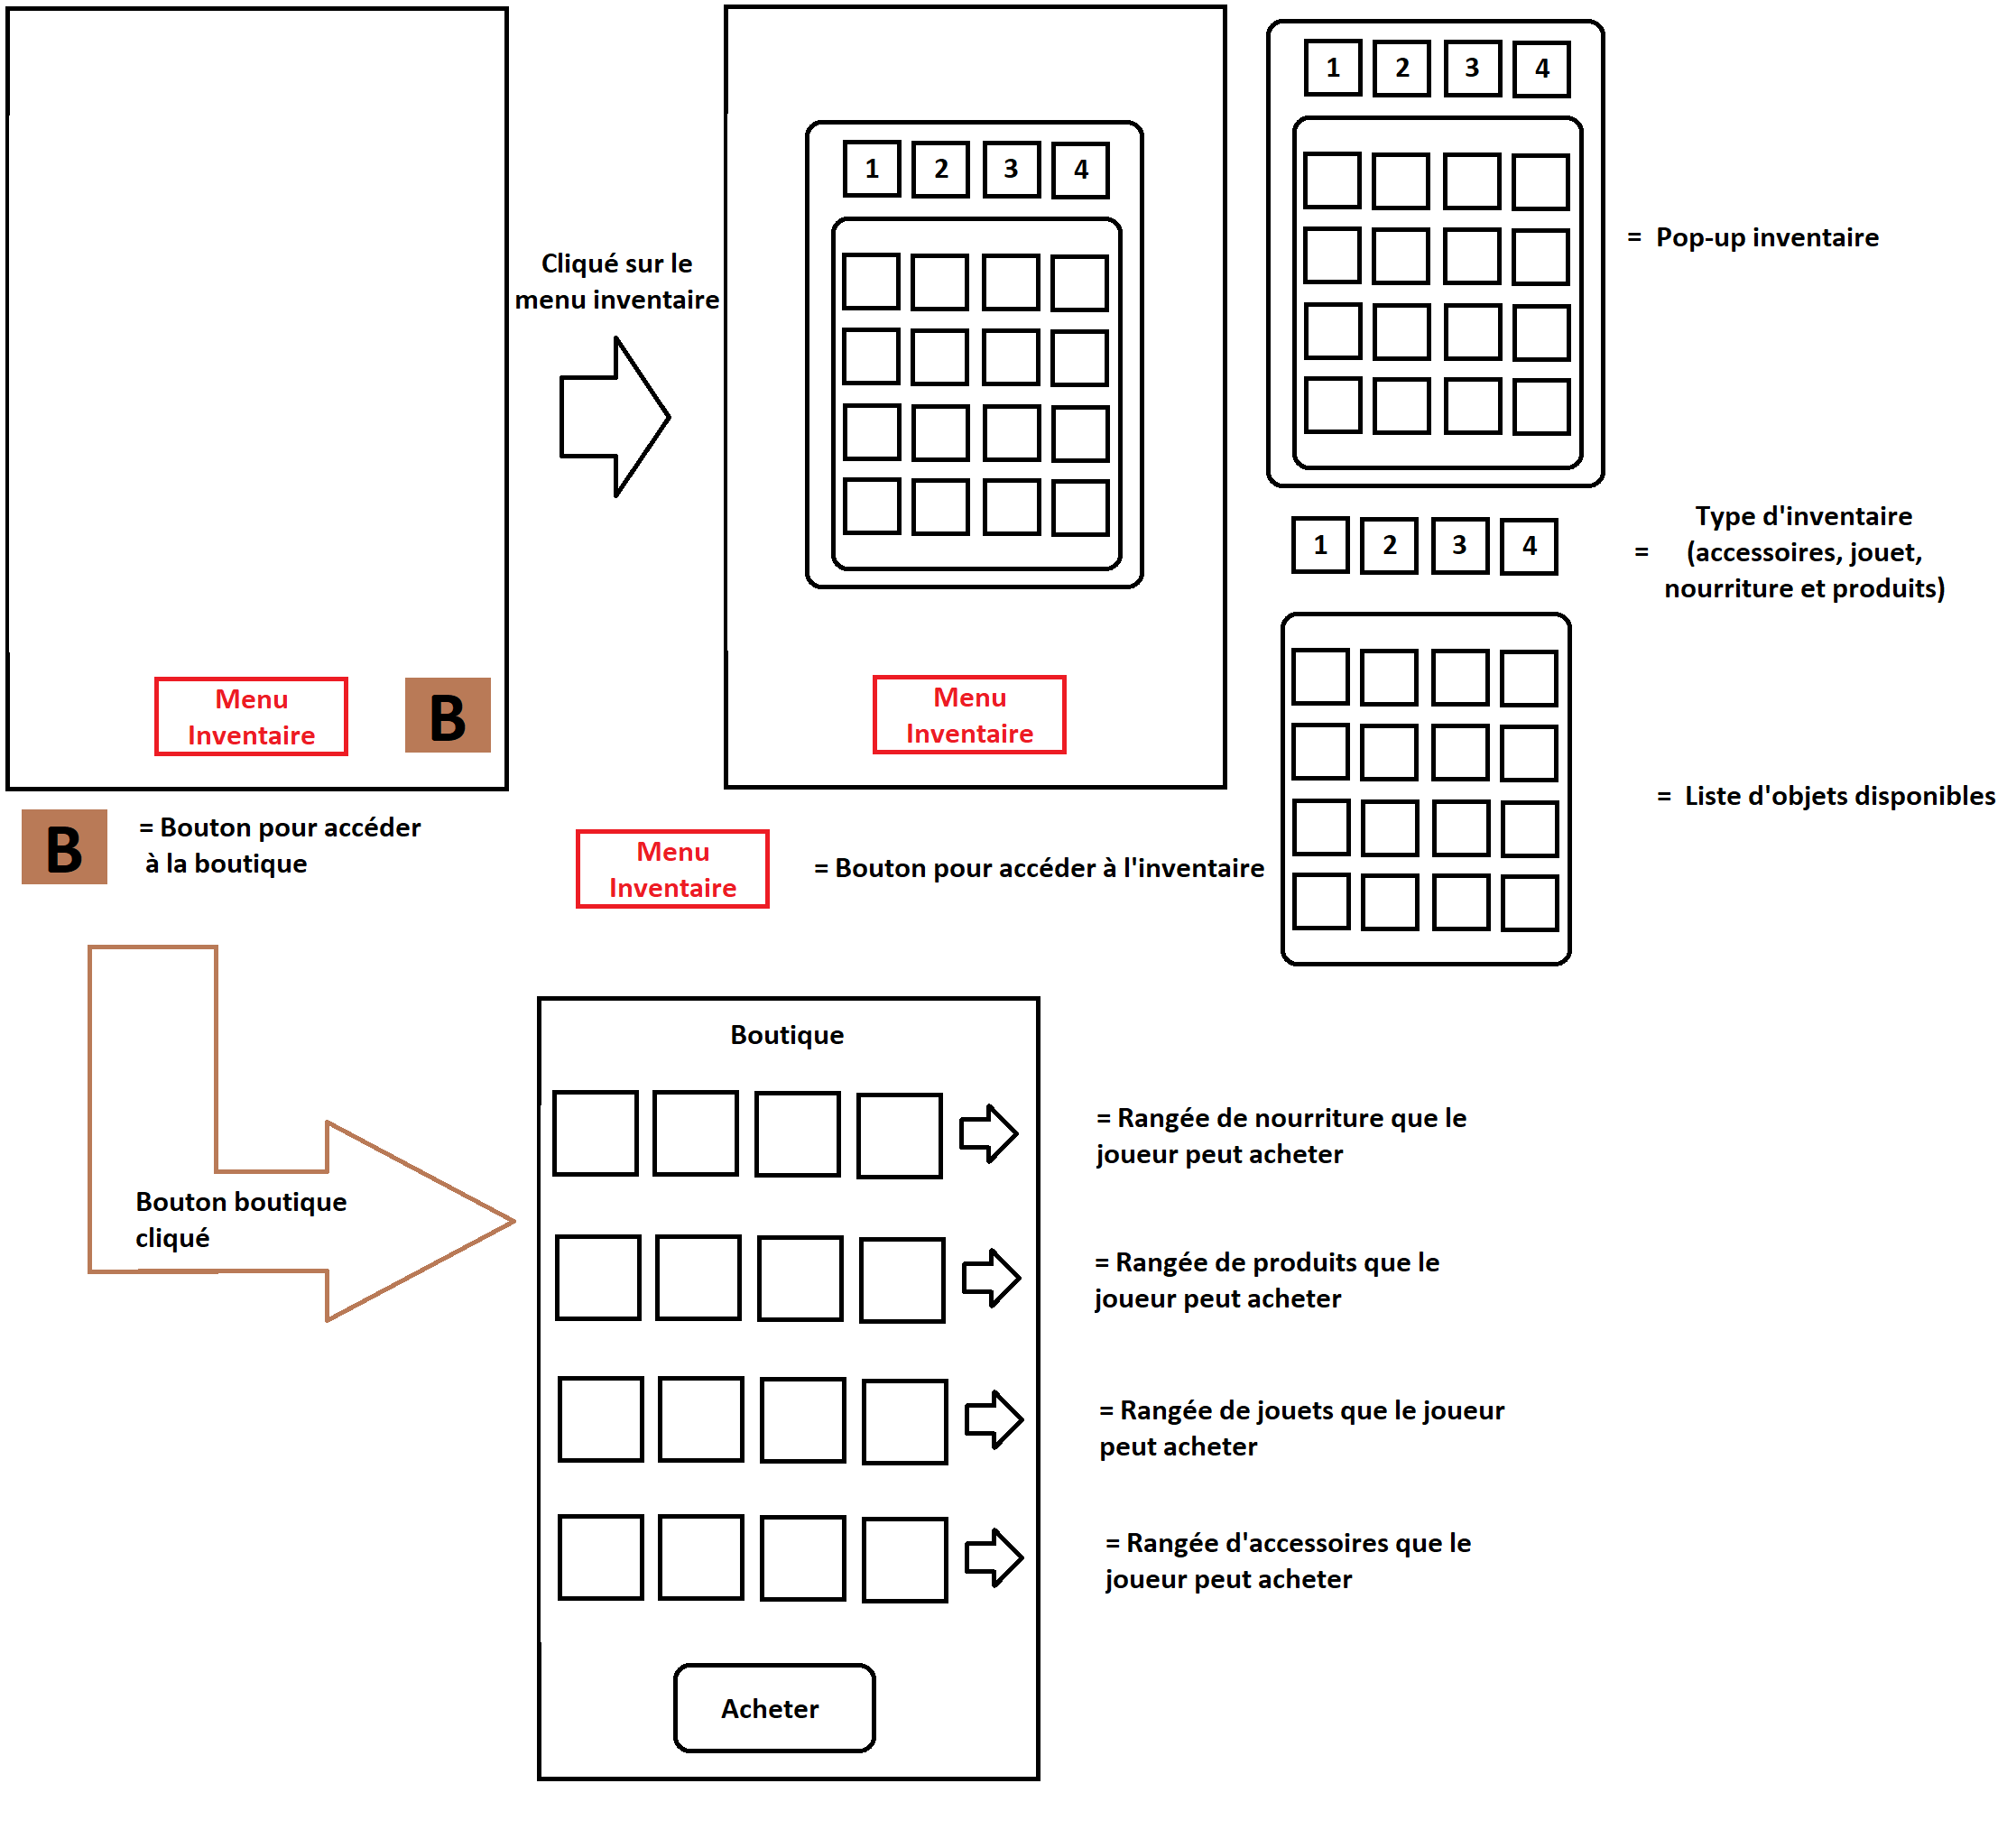 Cliqué sur le
menu inventaire
Menu
Inventaire
B
1 2 3 4
Menu
Inventaire
1 2 3 4
= Pop-up inventaire
1 2 3 4
= Type d'inventaire
(accessoires, jouet,
nourriture et produits)
= Liste d'objets disponibles
B
= Bouton pour accéder
à la boutique
Menu
Inventaire
= Bouton pour accéder à l'inventaire
Bouton boutique
cliqué
Boutique
= Rangée de nourriture que le
joueur peut acheter
= Rangée de produits que le
joueur peut acheter
= Rangée de jouets que le joueur
peut acheter
= Rangée d'accessoires que le
joueur peut acheter
Acheter